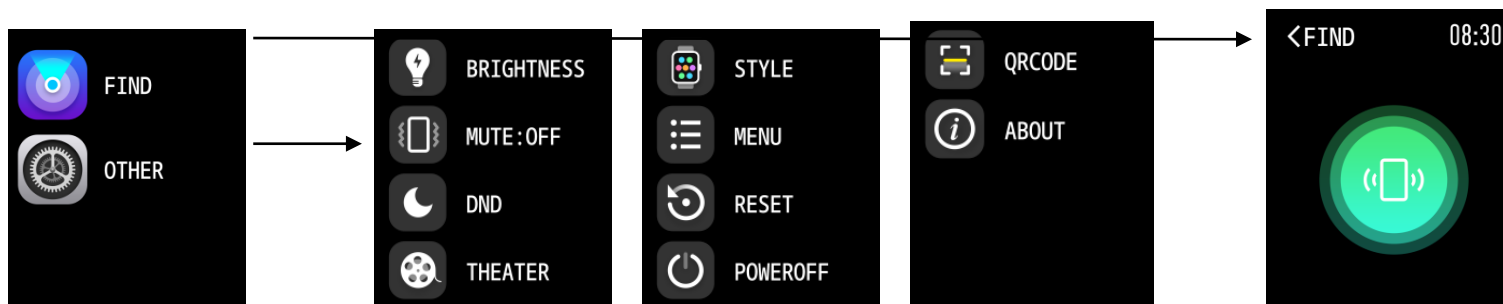 FIND
OTHER
BRIGHTNESS
MUTE:OFF
DND
THEATER
STYLE
MENU
RESET
POWEROFF
QRCODE
ABOUT
<FIND 08:30